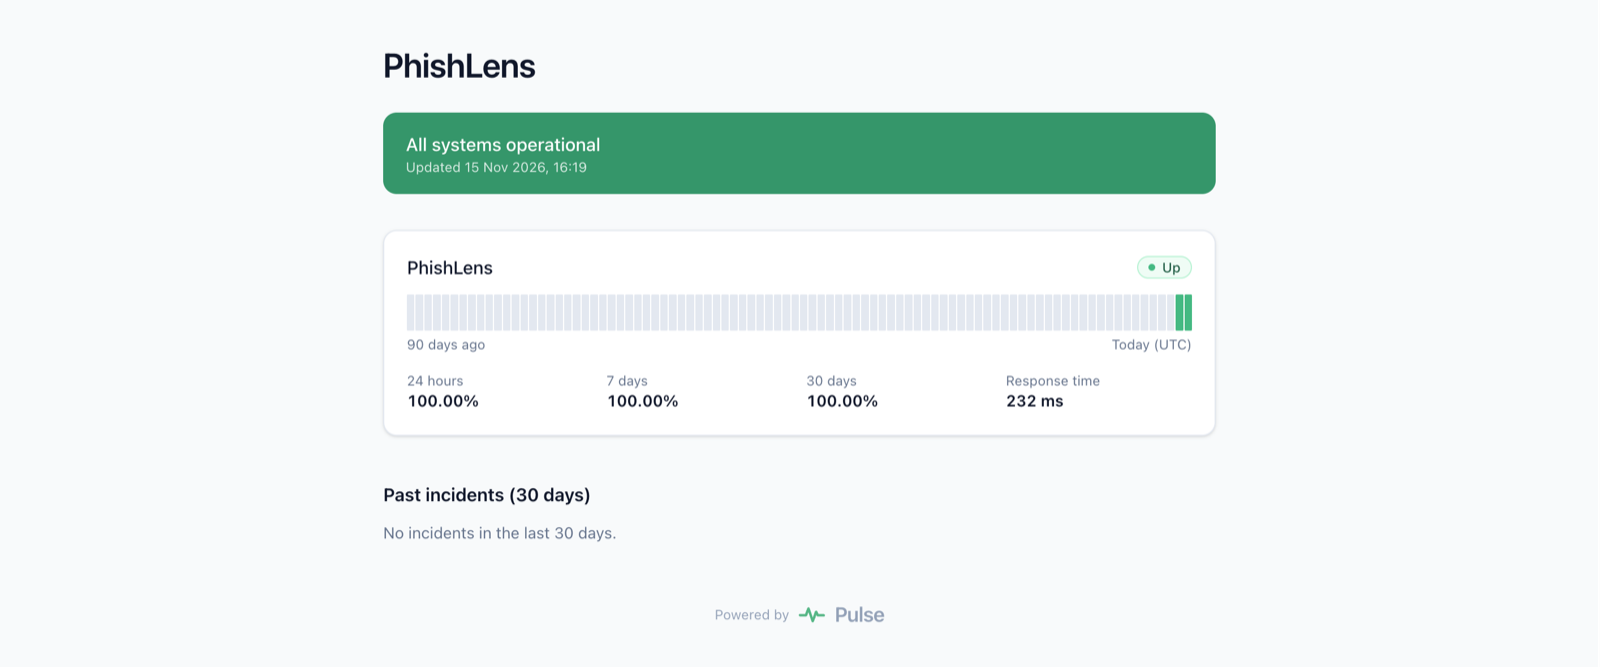 PhishLens
All systems operational
Updated 15 Nov 2026, 16:19
PhishLens
Up
90 days ago
Today (UTC)
24 hours
100.00%
7 days
100.00%
30 days
100.00%
Response time
232 ms
Past incidents (30 days)
No incidents in the last 30 days.
Powered by Pulse